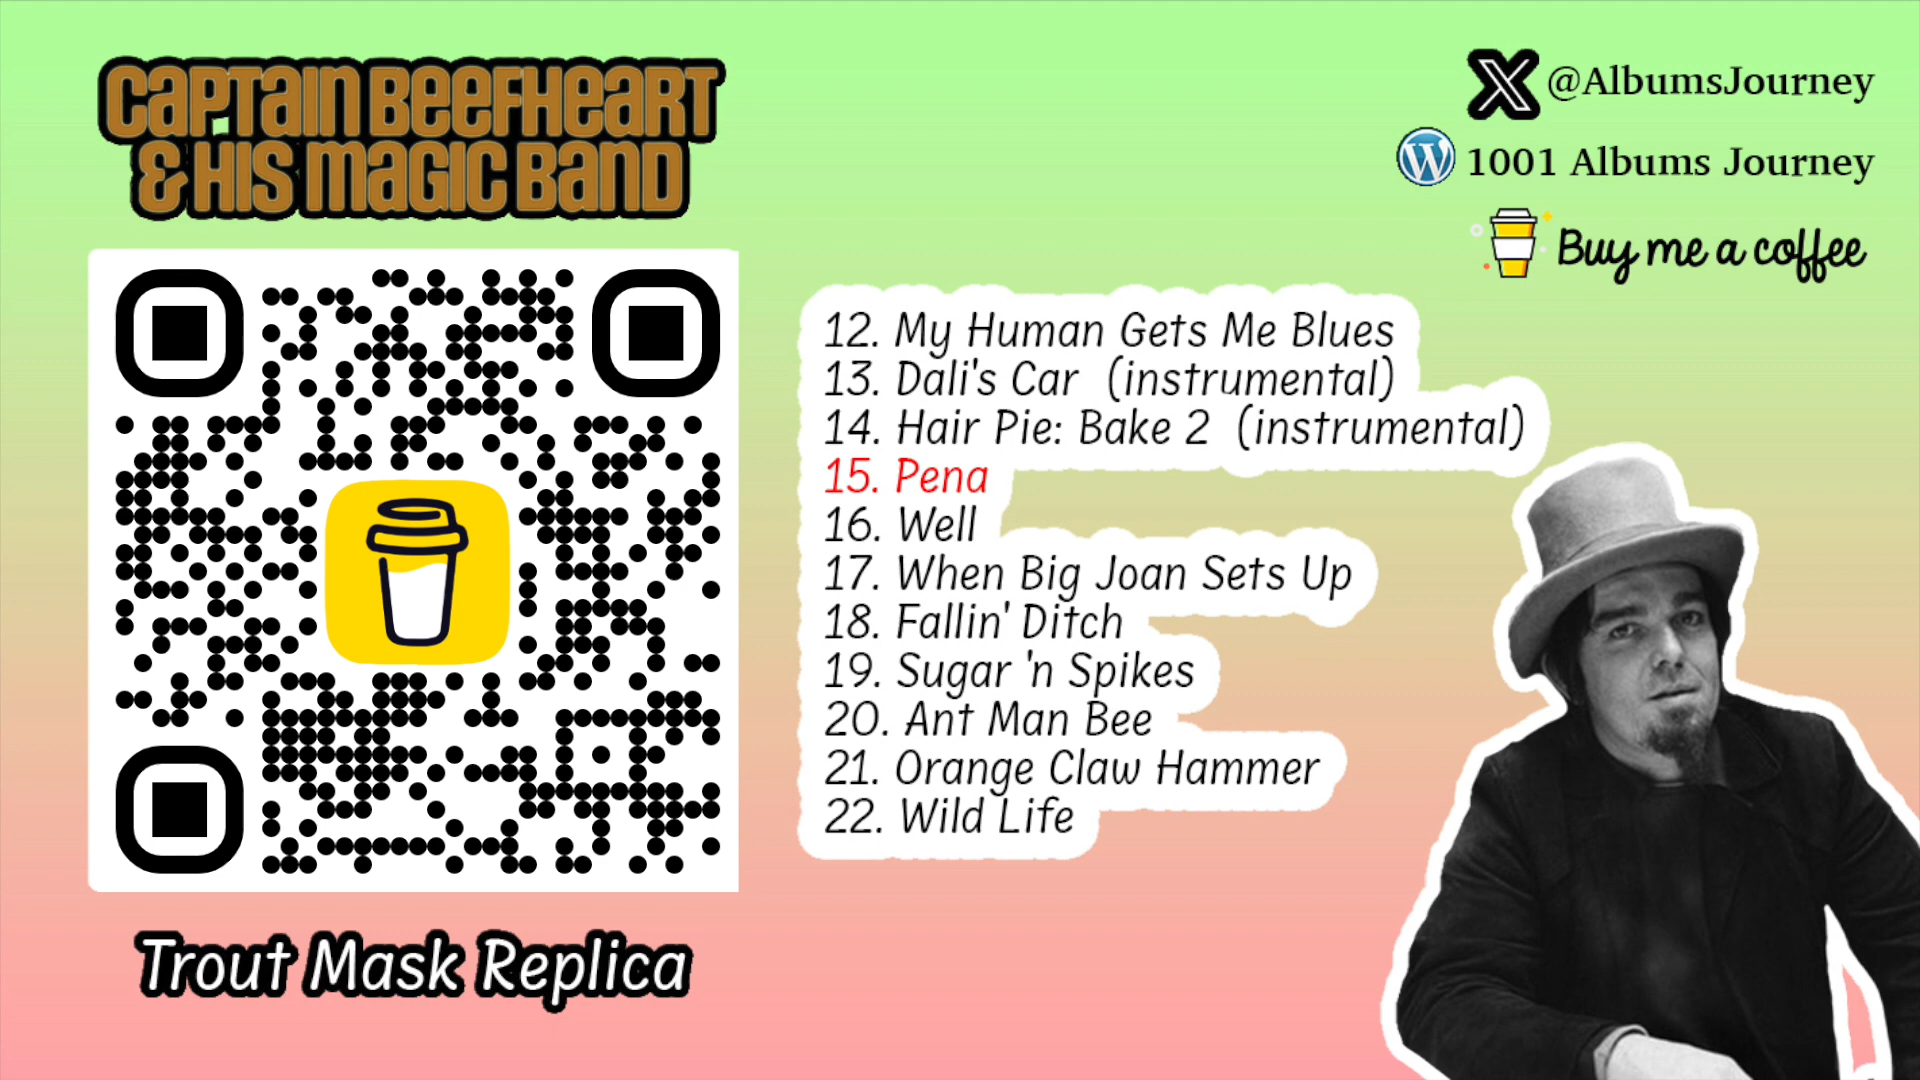 CAPTAIN BEEFHEART
& HIS MAGIC BAND
@AlbumsJourney
1001 Albums Journey
Buy me a coffee
12. My Human Gets Me Blues
13. Dali's Car (instrumental)
14. Hair Pie: Bake 2 (instrumental)
15. Pena
16. Well
17. When Big Joan Sets Up
18. Fallin' Ditch
19. Sugar 'n Spikes
20. Ant Man Bee
21. Orange Claw Hammer
22. Wild Life
Trout Mask Replica